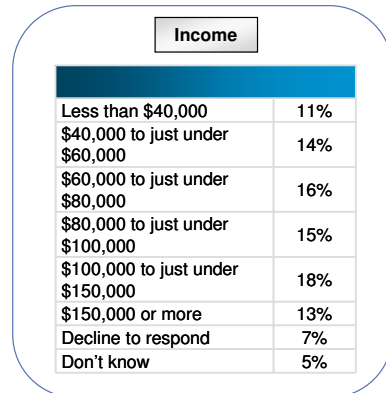 Income
Less than $40,000 11%
$40,000 to just under
$60,000 14%
$60,000 to just under
$80,000 16%
$80,000 to just under
$100,000 15%
$100,000 to just under
$150,000 18%
$150,000 or more 13%
Decline to respond 7%
Don’t know 5%